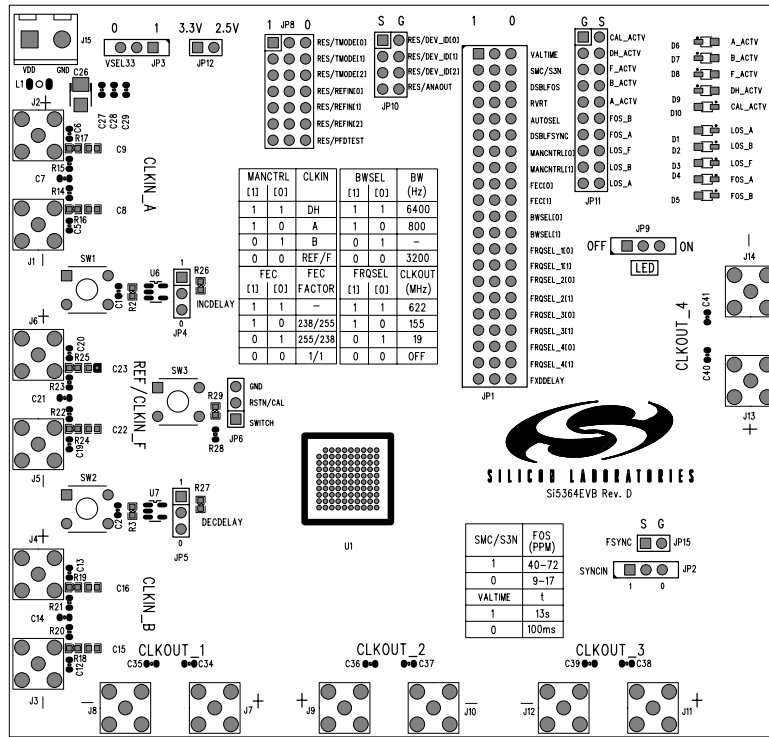 0 1 3.3V 2.5V
J15
VDD GND
VSEL33 JP3 JP12
1 JP8 0
RES/TMODE[0]
RES/TMODE[1]
RES/TMODE[2]
RES/REFINE[0]
RES/REFINE[1]
RES/REFINE[2]
RES/PFDTEST
S G
RES/DEV_ID[0]
RES/DEV_ID[1]
RES/DEV_ID[2]
RES/ANAOUT
JP10
1 0
VALTIME
SMC/S3N
DSBLFOS
RVRT
AUTOSEL
DSBLFSYNC
MANCNTRL[0]
MANCNTRL[1]
FEC[0]
FEC[1]
BWSEL[0]
BWSEL[1]
FRQSEL_1[0]
FRQSEL_1[1]
FRQSEL_2[0]
FRQSEL_2[1]
FRQSEL_3[0]
FRQSEL_3[1]
FRQSEL_4[0]
FRQSEL_4[1]
FXDDELAY
JP1
G S
CAL_ACTV
DH_ACTV
F_ACTV
B_ACTV
A_ACTV
FOS_B
FOS_A
LOS_F
LOS_B
LOS_A
JP11
D6 A_ACTV
D7 B_ACTV
D8 F_ACTV
DH_ACTV
D9
D10 CAL_ACTV
D1 LOS_A
D2 LOS_B
D3 LOS_F
D4
FOS_A
D5 FOS_B
L1
C26
J2 +
C27
C28
C29
C6
R17
C9
R15
C7
R14
CLKIN_A
R16
C8
C5
J1
MANCTRL CLKIN BWSEL BW
[1] [0] [1] [0] (Hz)
1 1 DH 1 1 6400
1 0 A 1 0 800
0 1 B 0 1 –
0 0 REF/F 0 0 3200
FEC FEC FRQSEL CLKOUT
[1] [0] FACTOR [1] [0] (MHz)
1 1 – 1 1 622
1 0 238/255 1 0 155
0 1 255/238 0 1 19
0 0 1/1 0 0 OFF
JP9
OFF ON
LED
SW1
C1
R2
U6
1
R26
INCDELAY
0
JP4
J14
C41
CLKOUT_4
C40
J13
+
J6 +
C20
R25
C23
R23
C21
R22
REF/CLKIN_F
R24
C22
C19
J5
SW3
GND
RSTN/CAL
SWITCH
R29
JP6
R28
U1
SILICON LABORATORIES
Si5364EVB Rev. D
SW2
C2
R3
U7
1
R27
DECDELAY
0
JP5
SMC/S3N FOS
(PPM)
1 40–72
0 9–17
VALTIME t
1 13s
0 100ms
S G
FSYNC JP15
SYNCIN JP2
1 0
J4 +
C13
R19
C16
R21
C14
R20
CLKIN_B
R18
C15
C12
J3
CLKOUT_1
C35 C34
CLKOUT_2
C36 C37
CLKOUT_3
C39 C38
– J8 J7 +
+ J9 J10 –
– J12 J11 +